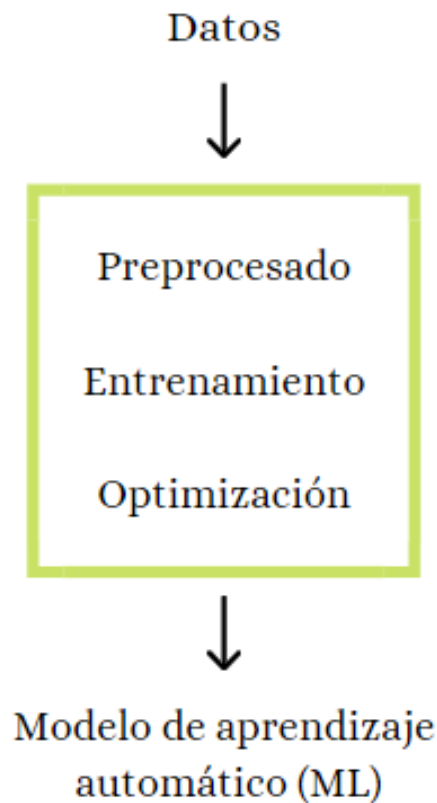 Datos
Preprocesado
Entrenamiento
Optimización
Modelo de aprendizaje
automático (ML)